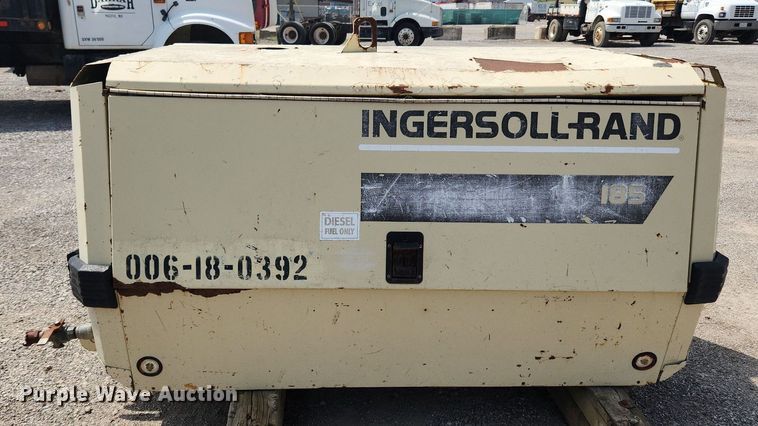 INGERSOLL-RAND
185
DIESEL
FUEL ONLY
006-18-0392
Purple Wave Auction